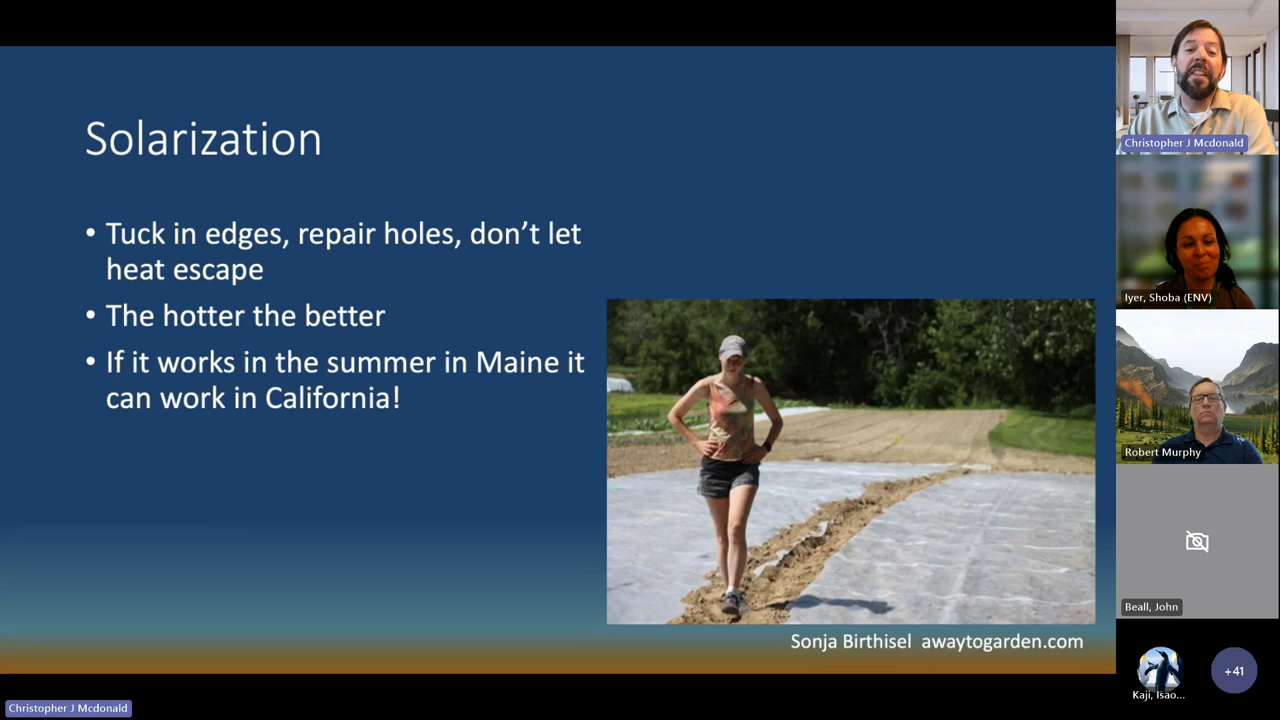 Solarization
• Tuck in edges, repair holes, don’t let
heat escape
• The hotter the better
• If it works in the summer in Maine it
can work in California!
Sonja Birthisel awaytogarden.com
Christopher J Mcdonald
Iyer, Shoba (ENV)
Robert Murphy
Beall, John
Kaji, Isao...
+41
Christopher J Mcdonald